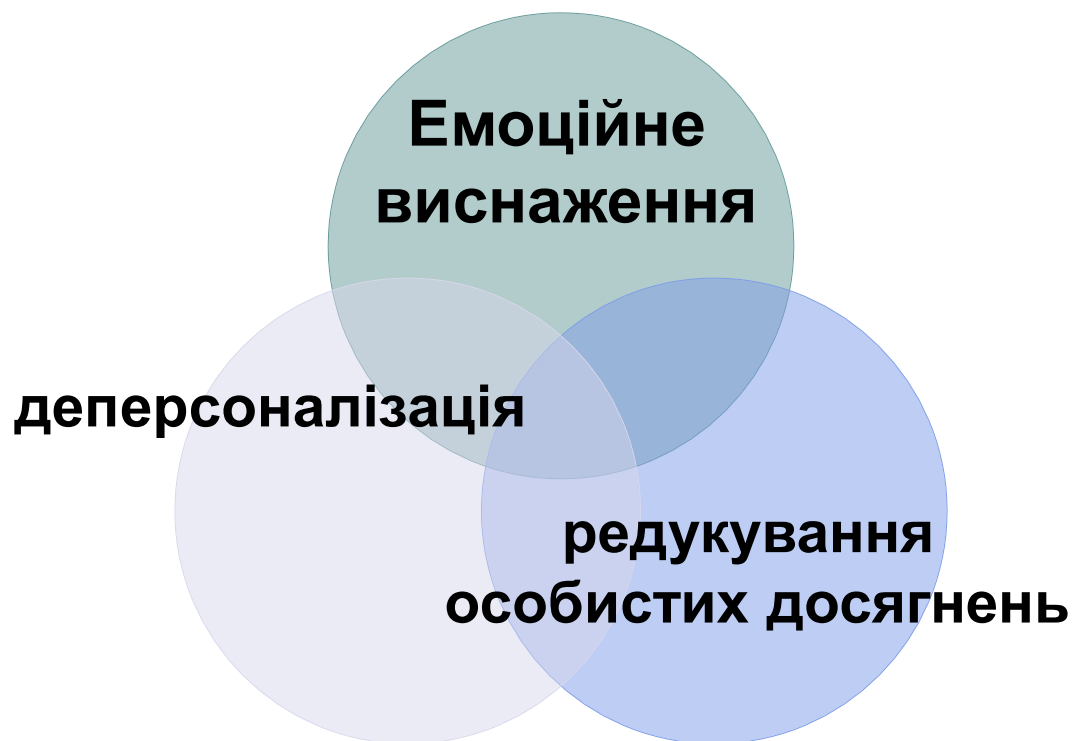 Емоційне
виснаження
деперсоналізація
редукування
особистих досягнень